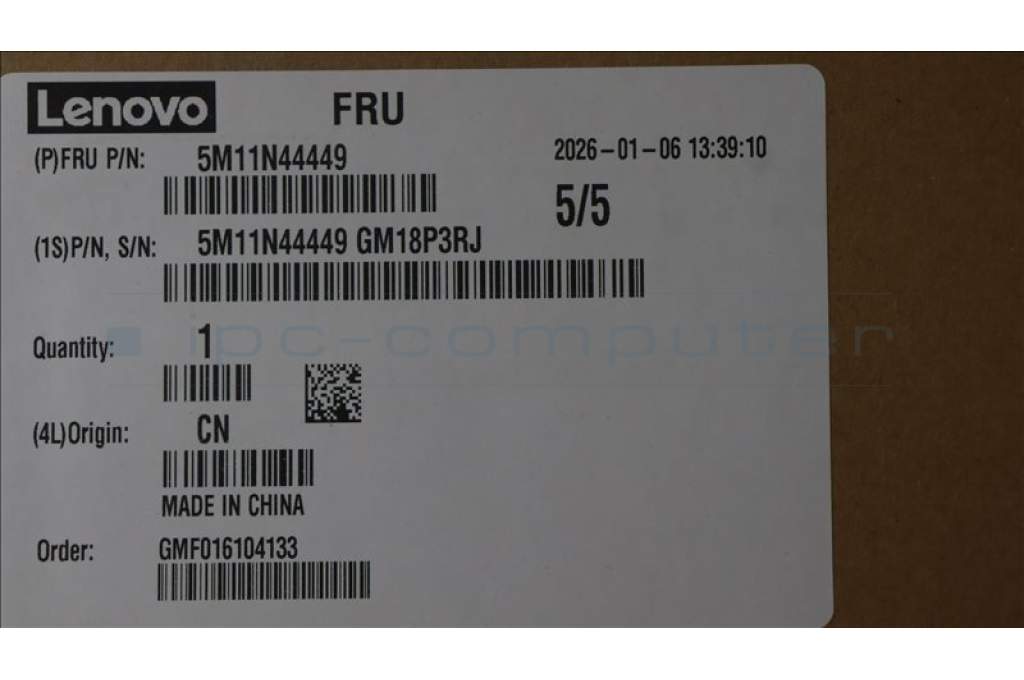 Lenovo FRU
(P)FRU P/N: 5M11N44449 2026-01-06 13:39:10
5/5
(1S)P/N, S/N: 5M11N44449 GM18P3RJ
ipc-computer
Quantity: 1
(4L)Origin: CN
MADE IN CHINA
Order: GMF016104133